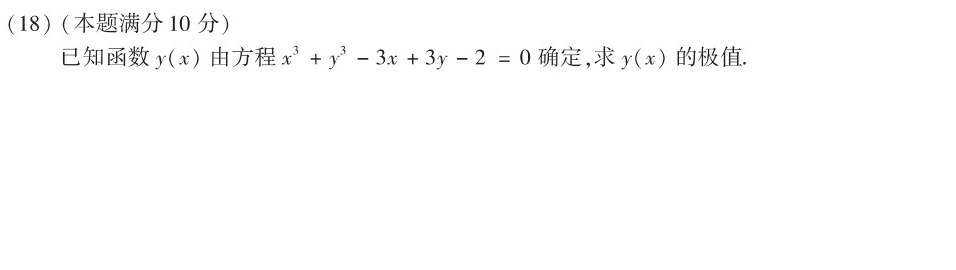 (18) (本题满分 10 分)
已知函数 y(x) 由方程 x³ + y³ − 3x + 3y − 2 = 0 确定,求 y(x) 的极值.